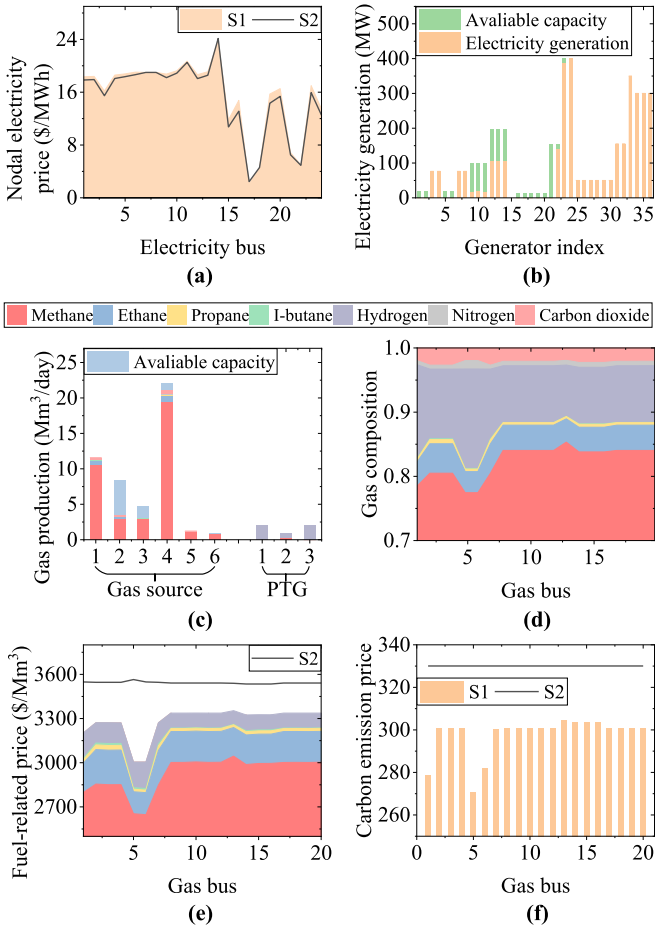 S1 S2
24
16
8
0
5 10 15 20
Nodal electricity
price ($/MWh)
Electricity bus
(a)
Avaliable capacity
Electricity generation
500
400
300
200
100
0
0 5 10 15 20 25 30 35
Electricity generation (MW)
Generator index
(b)
Methane Ethane Propane I-butane Hydrogen Nitrogen Carbon dioxide
Avaliable capacity
25
20
15
10
5
0
1 2 3 4 5 6 1 2 3
Gas production (Mm³/day)
Gas source PTG
(c)
1.0
0.9
0.8
0.7
5 10 15
Gas composition
Gas bus
(d)
S2
3600
3300
3000
2700
5 10 15 20
Fuel-related price ($/Mm³)
Gas bus
(e)
340
320
300
280
260
S1 S2
0 5 10 15 20
Carbon emission price
Gas bus
(f)